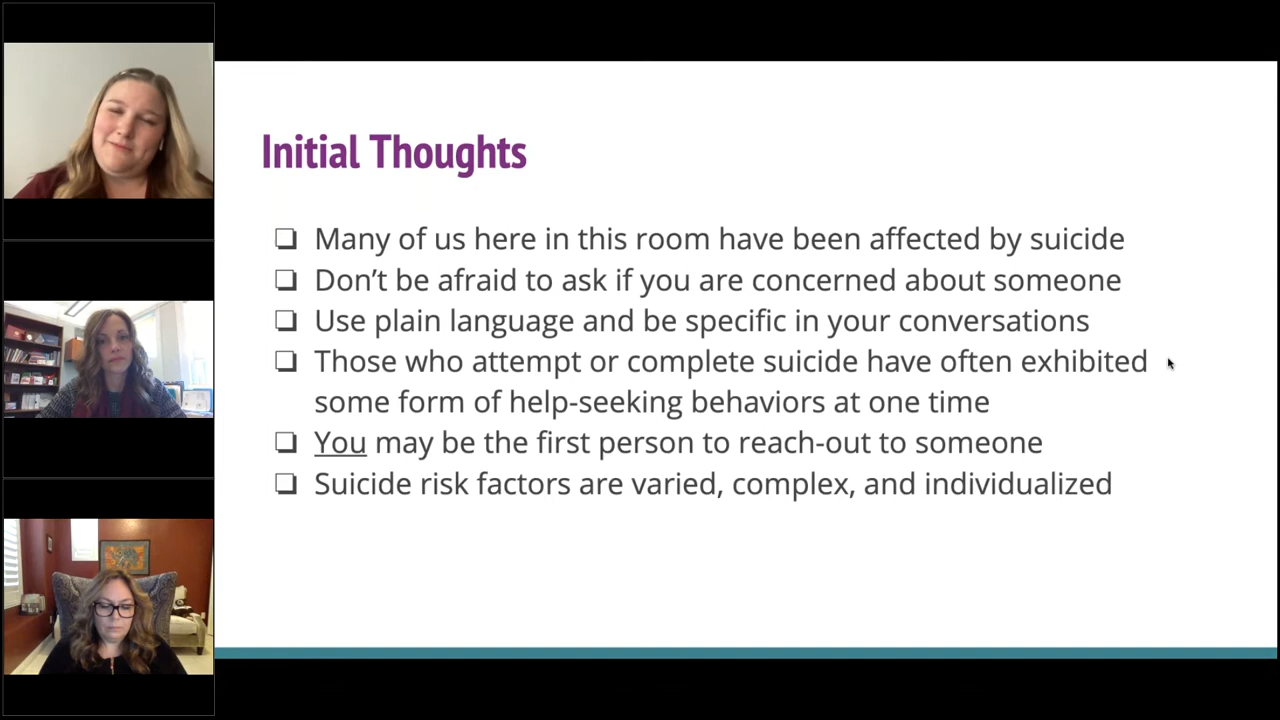 Initial Thoughts
❏ Many of us here in this room have been affected by suicide
❏ Don’t be afraid to ask if you are concerned about someone
❏ Use plain language and be specific in your conversations
❏ Those who attempt or complete suicide have often exhibited
some form of help-seeking behaviors at one time
❏ You may be the first person to reach-out to someone
❏ Suicide risk factors are varied, complex, and individualized